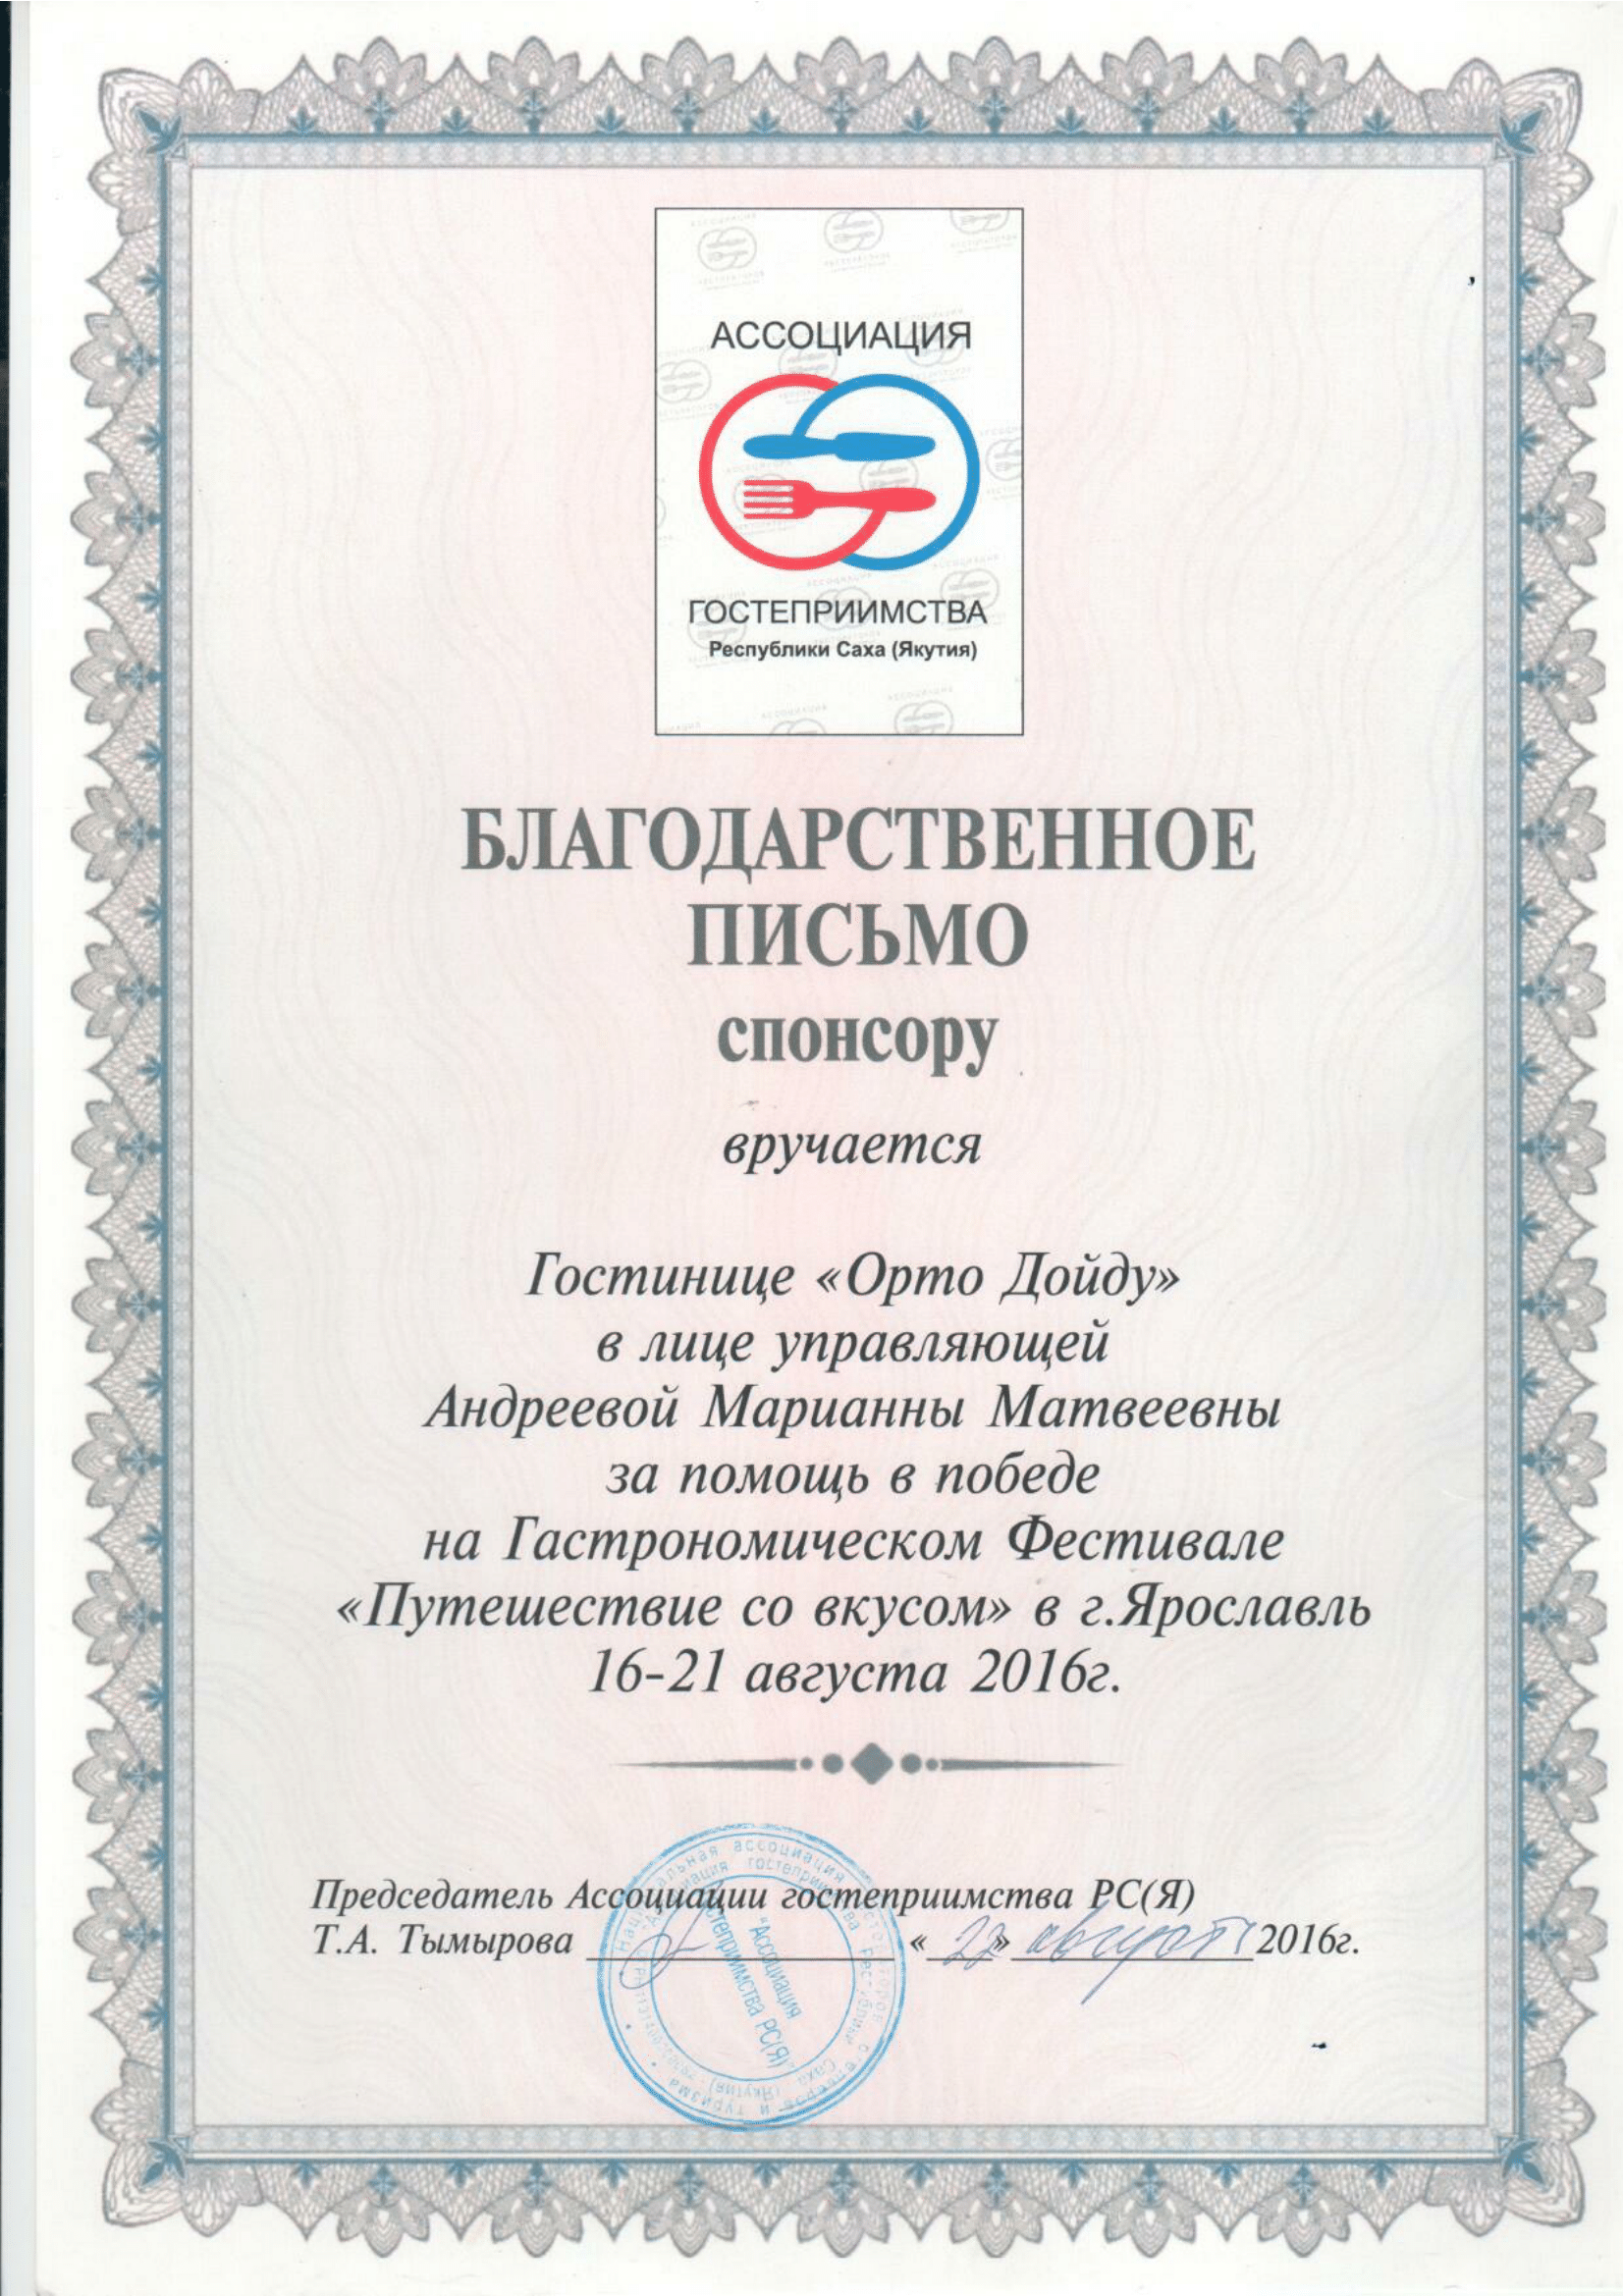 АССОЦИАЦИЯ
ГОСТЕПРИИМСТВА
Республики Саха (Якутия)
БЛАГОДАРСТВЕННОЕ
ПИСЬМО
спонсору
вручается
Гостинице «Орто Дойду»
в лице управляющей
Андреевой Марианны Матвеевны
за помощь в победе
на Гастрономическом Фестивале
«Путешествие со вкусом» в г.Ярославль
16-21 августа 2016г.
Председатель Ассоциации гостеприимства РС(Я)
Т.А. Тымырова « » август 2016г.
"Ассоциация
гостеприимства РС(Я)"